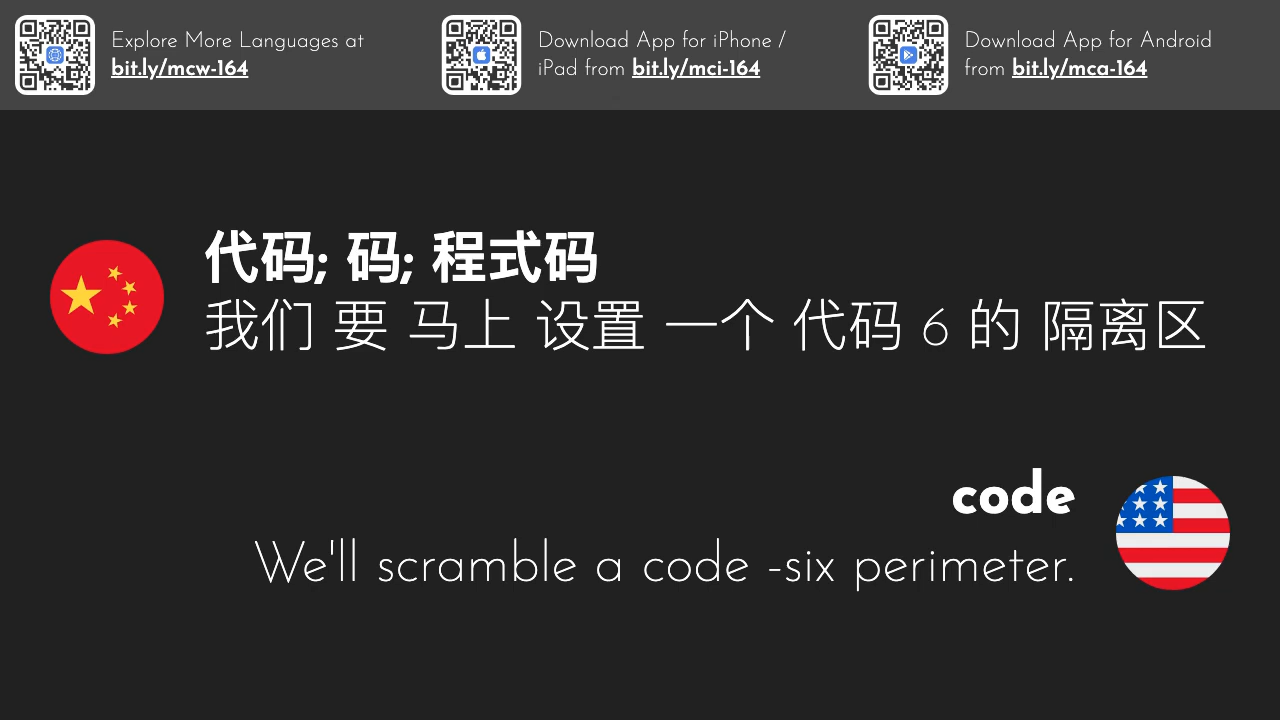 Explore More Languages at
bit.ly/mcw-164
Download App for iPhone /
iPad from bit.ly/mci-164
Download App for Android
from bit.ly/mca-164
代码; 码; 程式码
我们 要 马上 设置 一个 代码 6 的 隔离区
code
We'll scramble a code -six perimeter.